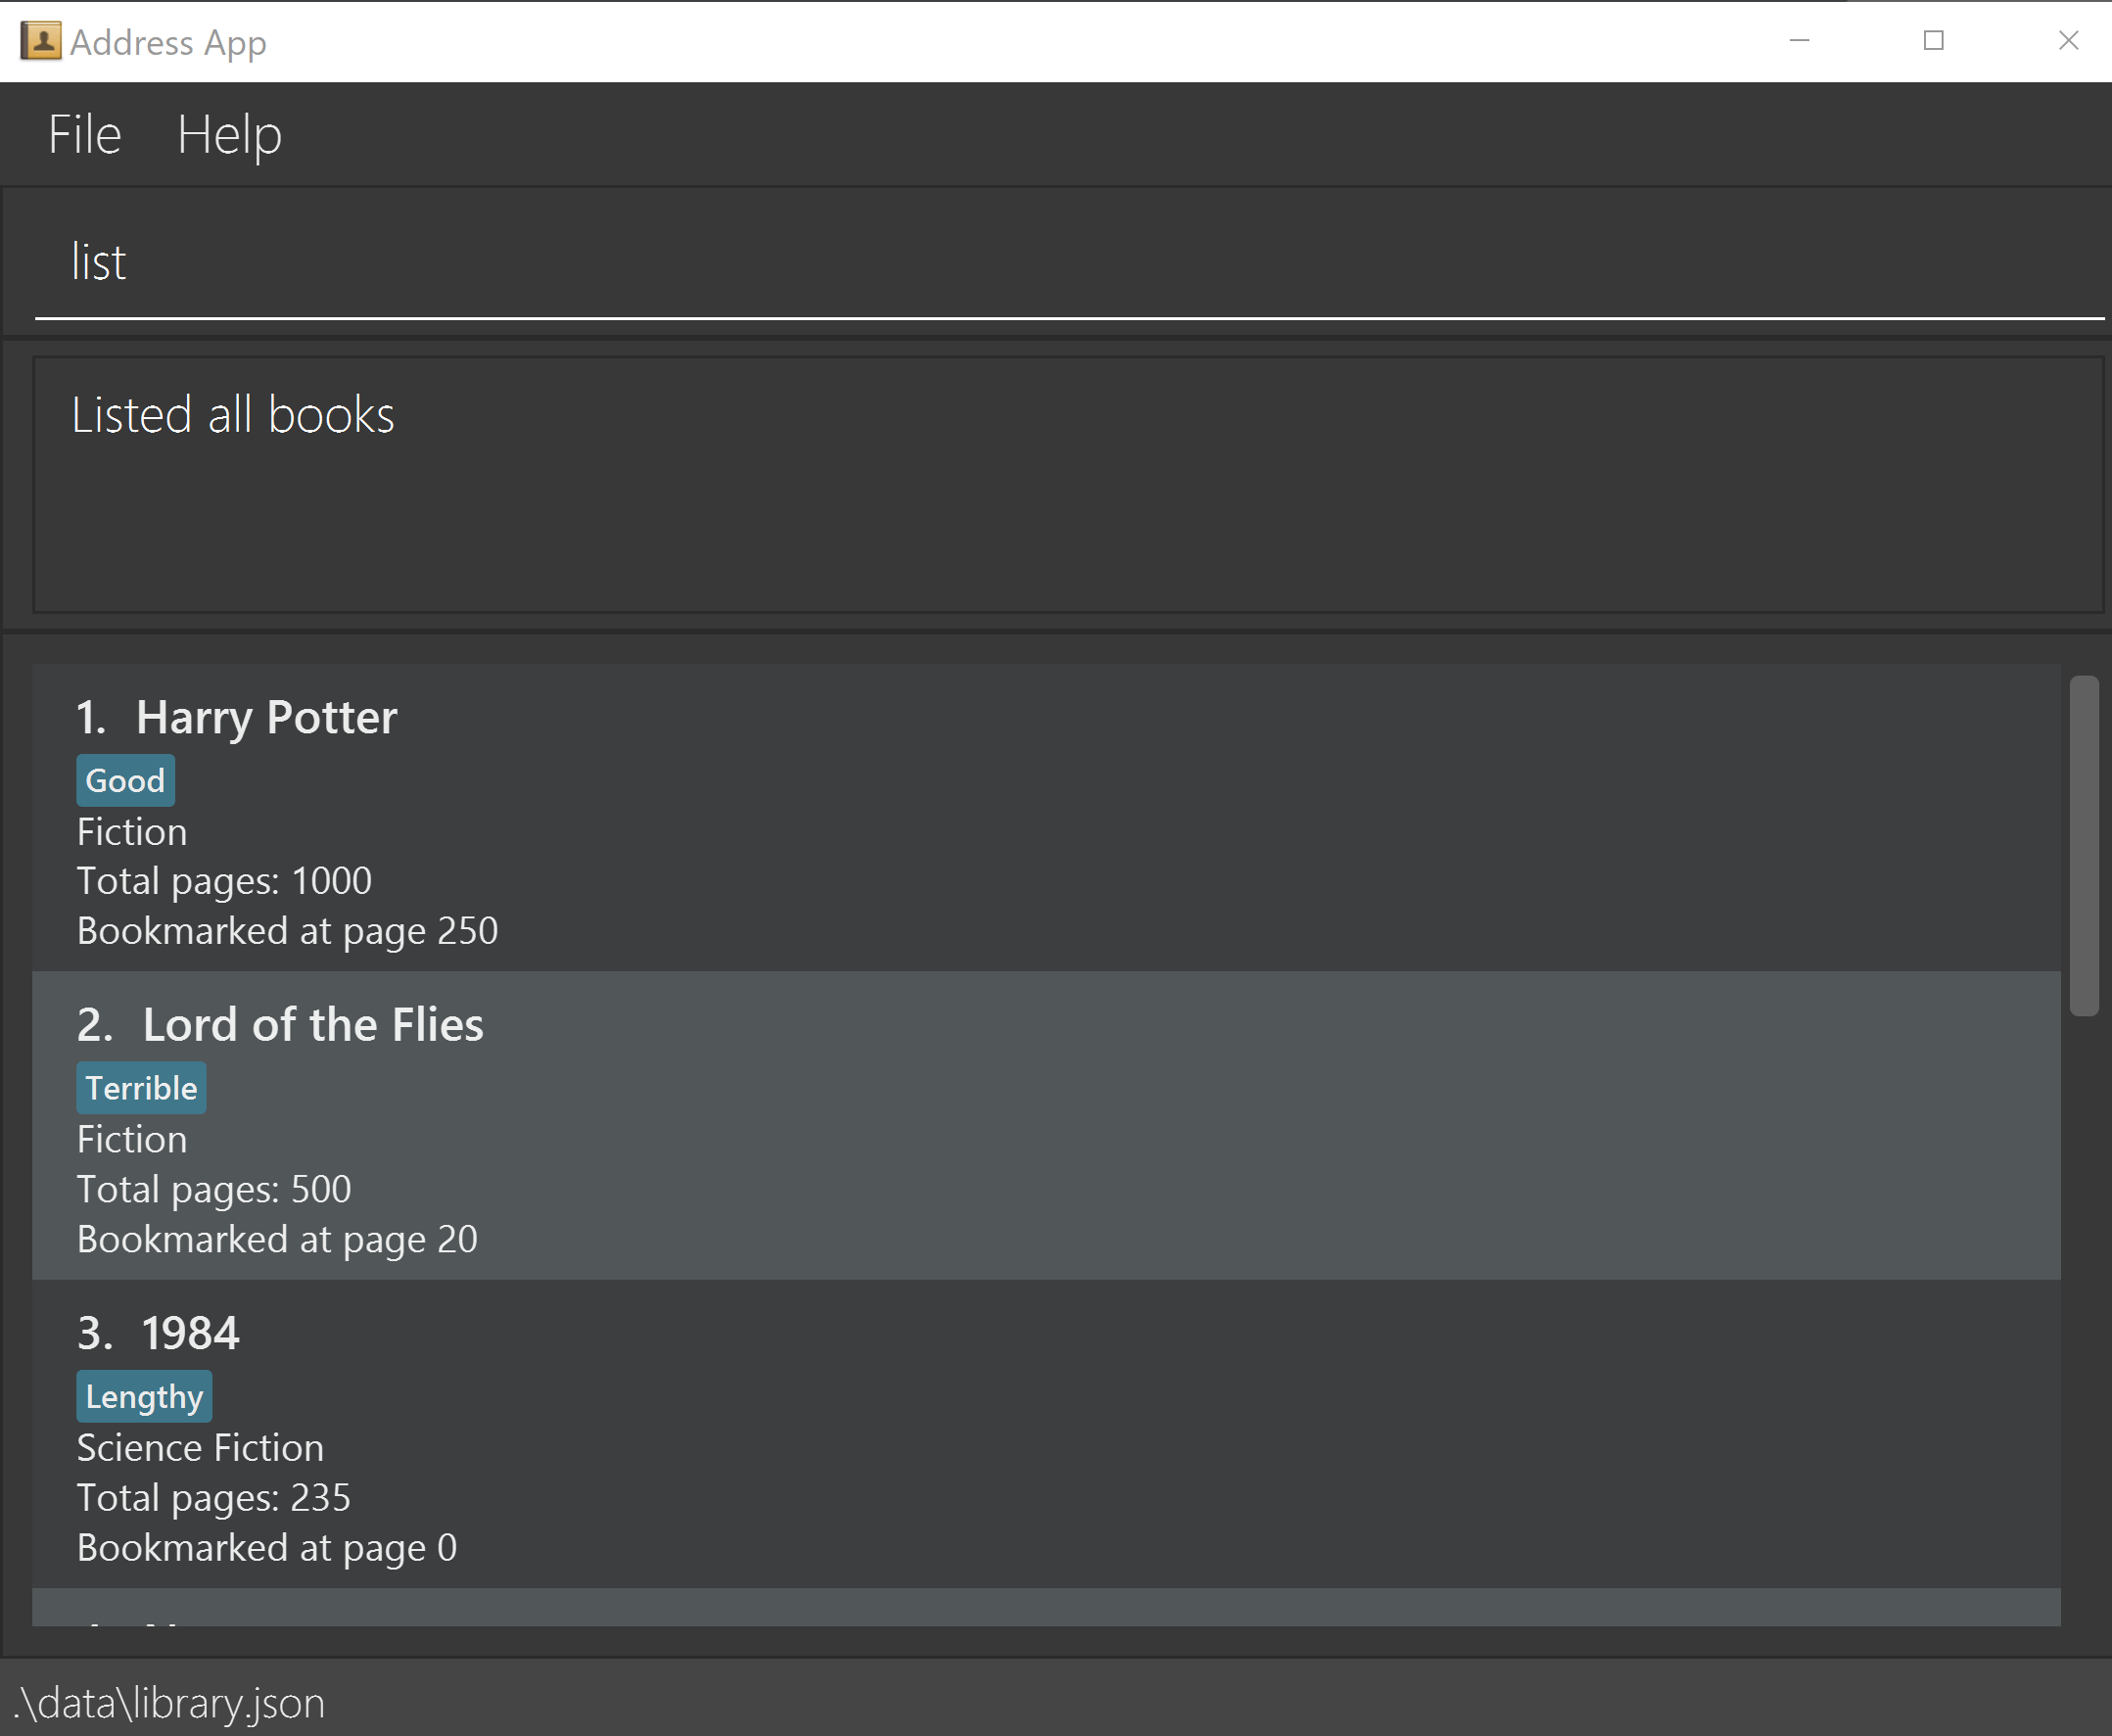 Address App
File Help
list
Listed all books
1. Harry Potter
Good
Fiction
Total pages: 1000
Bookmarked at page 250
2. Lord of the Flies
Terrible
Fiction
Total pages: 500
Bookmarked at page 20
3. 1984
Lengthy
Science Fiction
Total pages: 235
Bookmarked at page 0
.\data\library.json